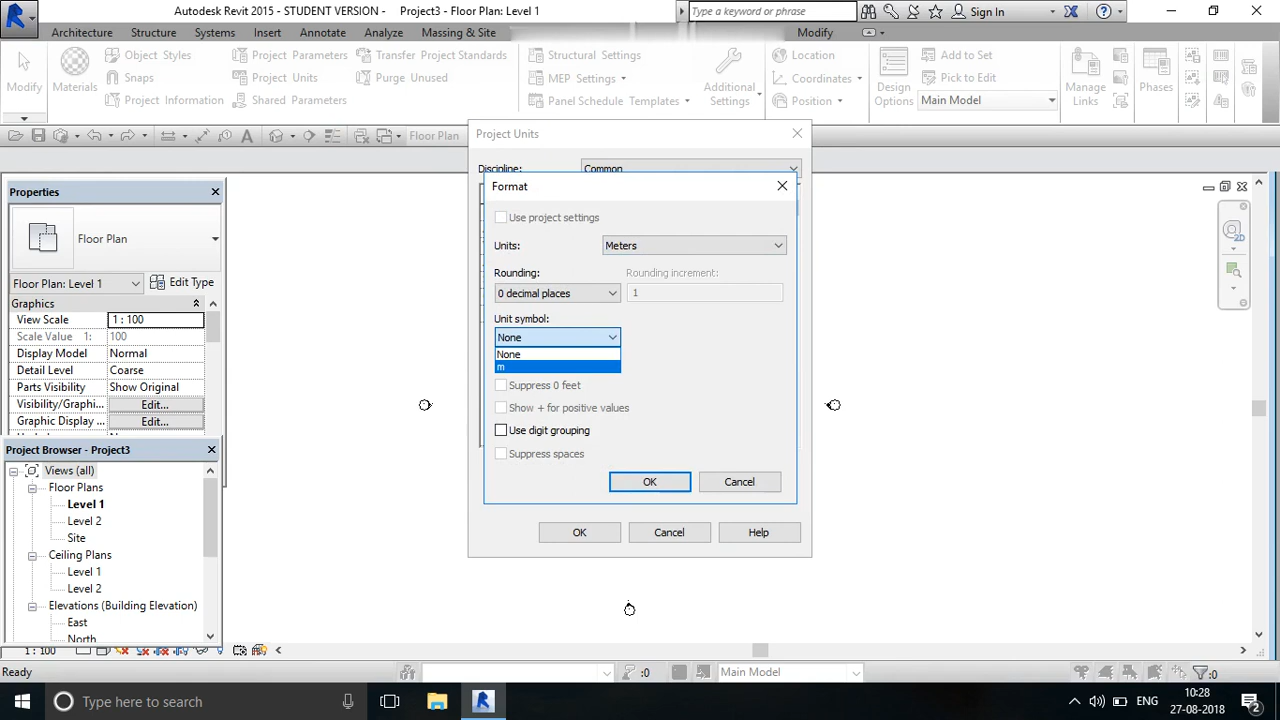 Autodesk Revit 2015 - STUDENT VERSION - Project3 - Floor Plan: Level 1
Type a keyword or phrase
Sign In
Architecture Structure Systems Insert Annotate Analyze Massing & Site Modify
Modify
Materials
Object Styles
Snaps
Project Information
Project Parameters
Project Units
Shared Parameters
Transfer Project Standards
Purge Unused
Structural Settings
MEP Settings
Panel Schedule Templates
Additional
Settings
Location
Coordinates
Position
Design
Options
Add to Set
Pick to Edit
Main Model
Manage
Links
Phases
Floor Plan
Properties
Floor Plan
Floor Plan: Level 1
Edit Type
Graphics
View Scale 1 : 100
Scale Value 1: 100
Display Model Normal
Detail Level Coarse
Parts Visibility Show Original
Visibility/Graphi... Edit...
Graphic Display ... Edit...
Project Browser - Project3
Views (all)
Floor Plans
Level 1
Level 2
Site
Ceiling Plans
Level 1
Level 2
Elevations (Building Elevation)
East
North
Project Units
Discipline: Common
Format
Use project settings
Units: Meters
Rounding: Rounding increment:
0 decimal places 1
Unit symbol:
None
None
m
Suppress 0 feet
Show + for positive values
Use digit grouping
Suppress spaces
OK Cancel
OK Cancel Help
2D
1 : 100
Ready
:0
Main Model
:0
Type here to search
ENG
10:28
27-08-2018
2